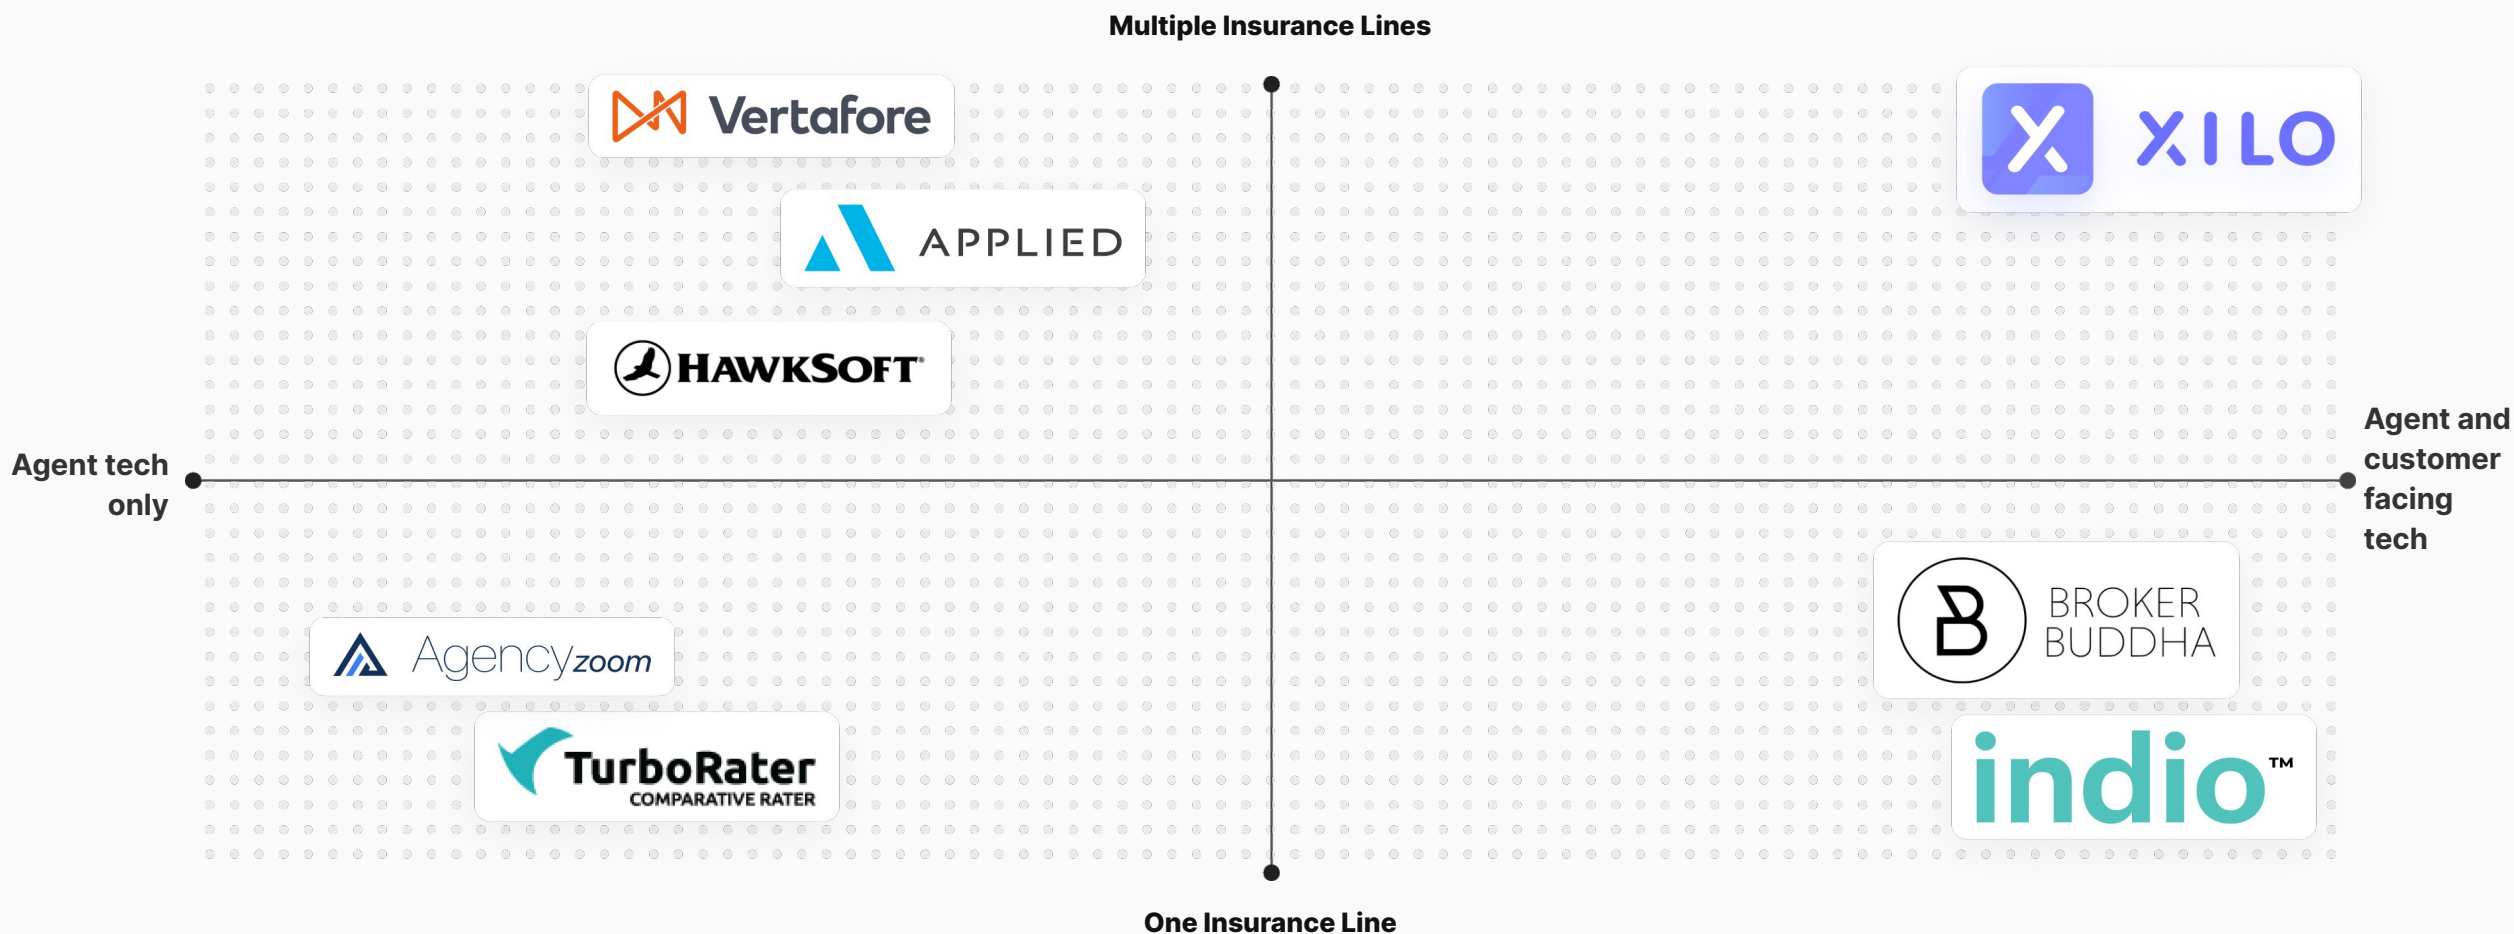 Multiple Insurance Lines
Vertafore
XILO
APPLIED
HAWKSOFT®
Agent tech
only
Agent and
customer
facing
tech
BROKER
BUDDHA
Agencyzoom
TurboRater
COMPARATIVE RATER
indio™
One Insurance Line